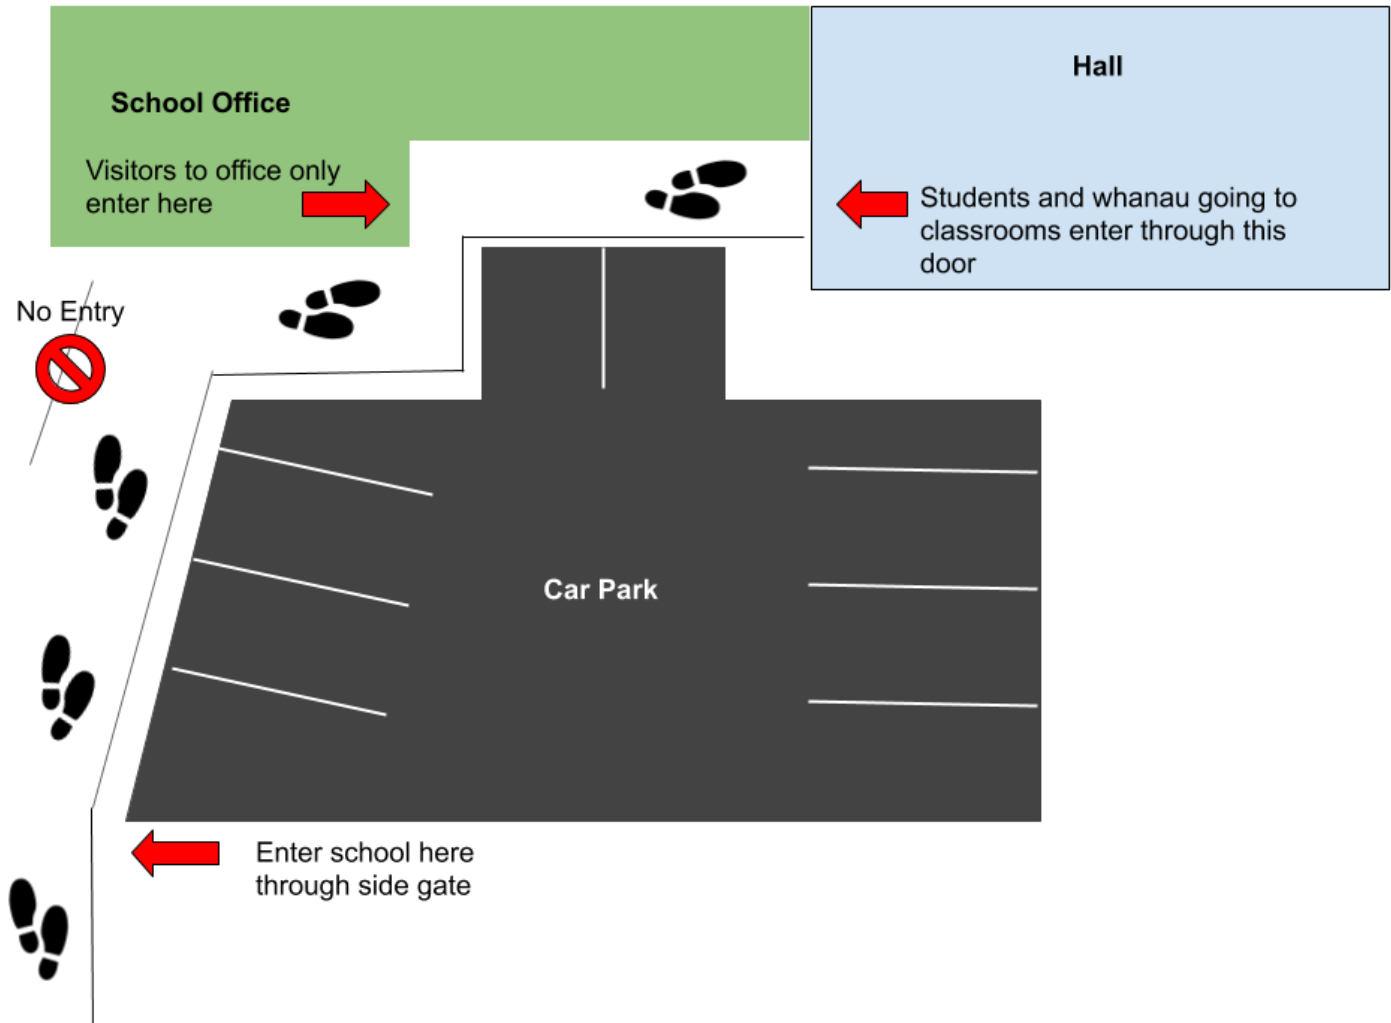 Hall
School Office
Visitors to office only
enter here
Students and whanau going to
classrooms enter through this
door
No Entry
Car Park
Enter school here
through side gate